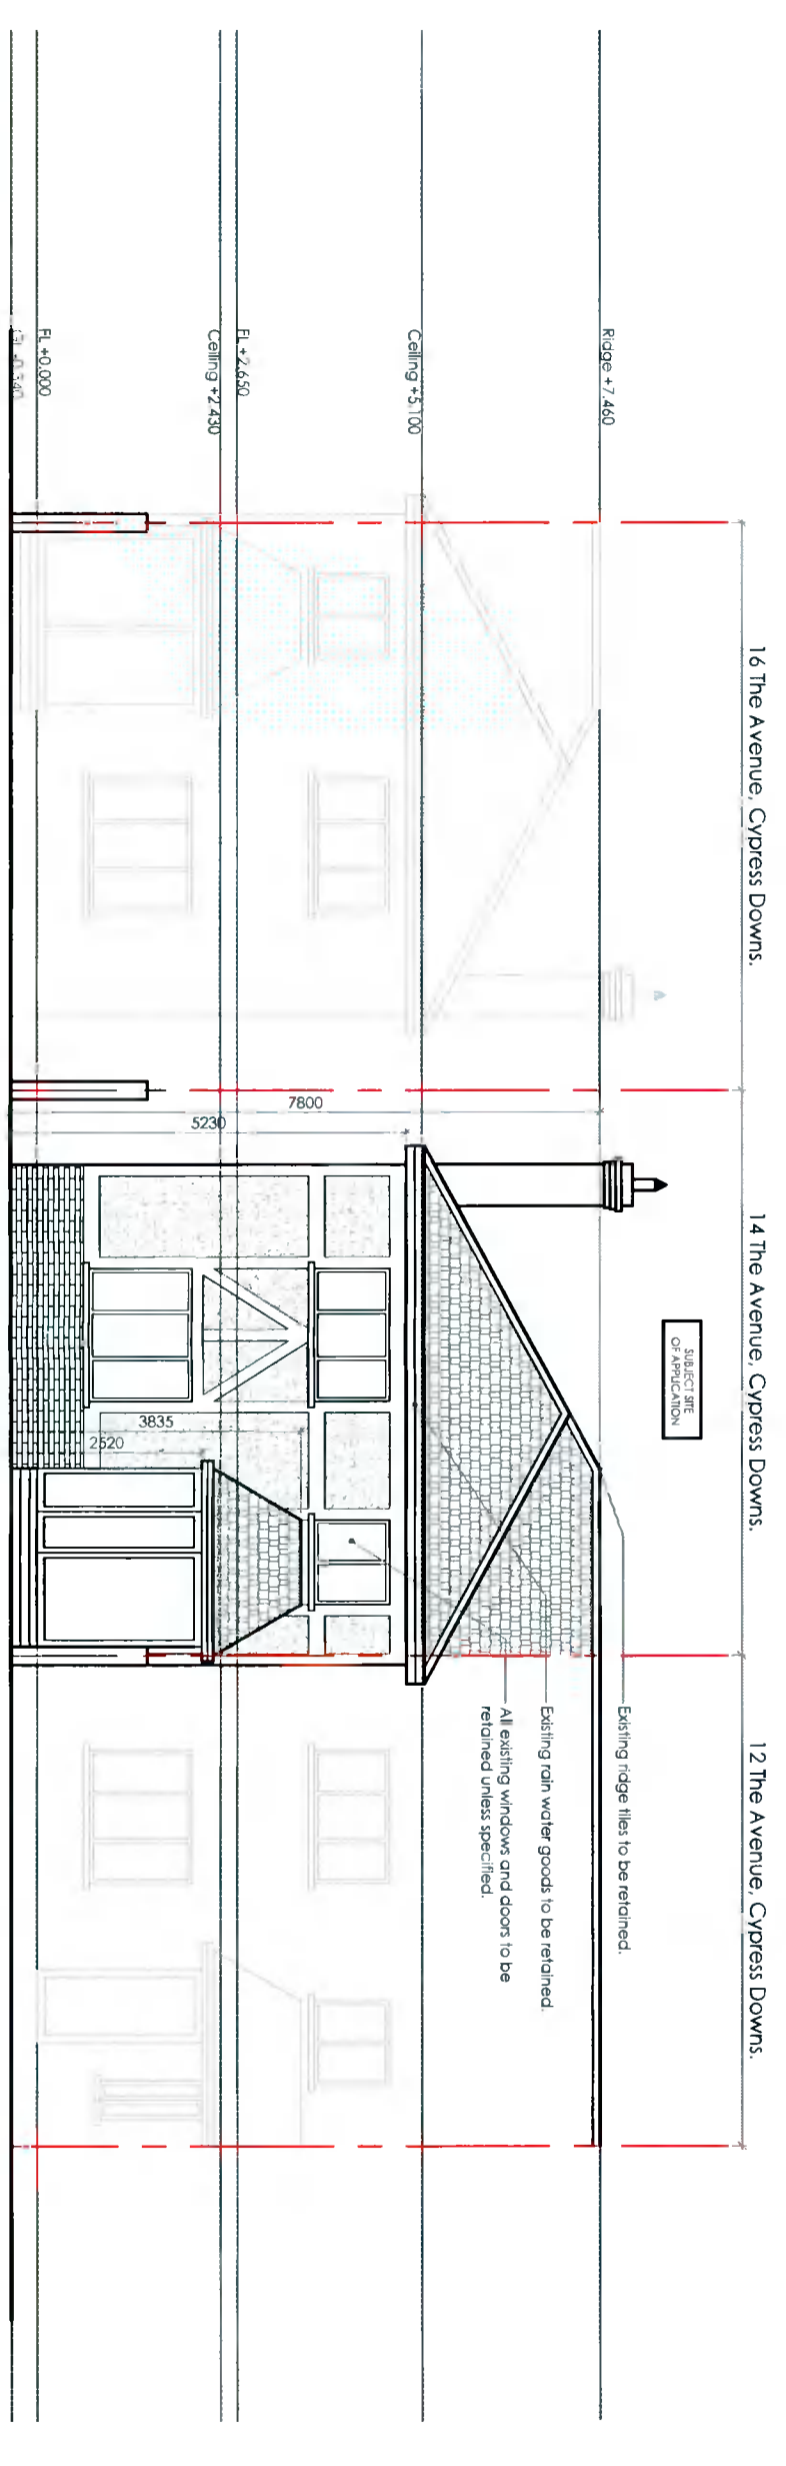 16 The Avenue, Cypress Downs.
14 The Avenue, Cypress Downs.
12 The Avenue, Cypress Downs.
SUBJECT SITE
OF APPLICATION
Ridge +7.460
Existing ridge tiles to be retained.
Existing rain water goods to be retained.
All existing windows and doors to be
retained unless specified.
Ceiling +5.100
7800
5230
FL +2.650
Ceiling +2.430
3835
2520
FL +0.000
GL -0.340